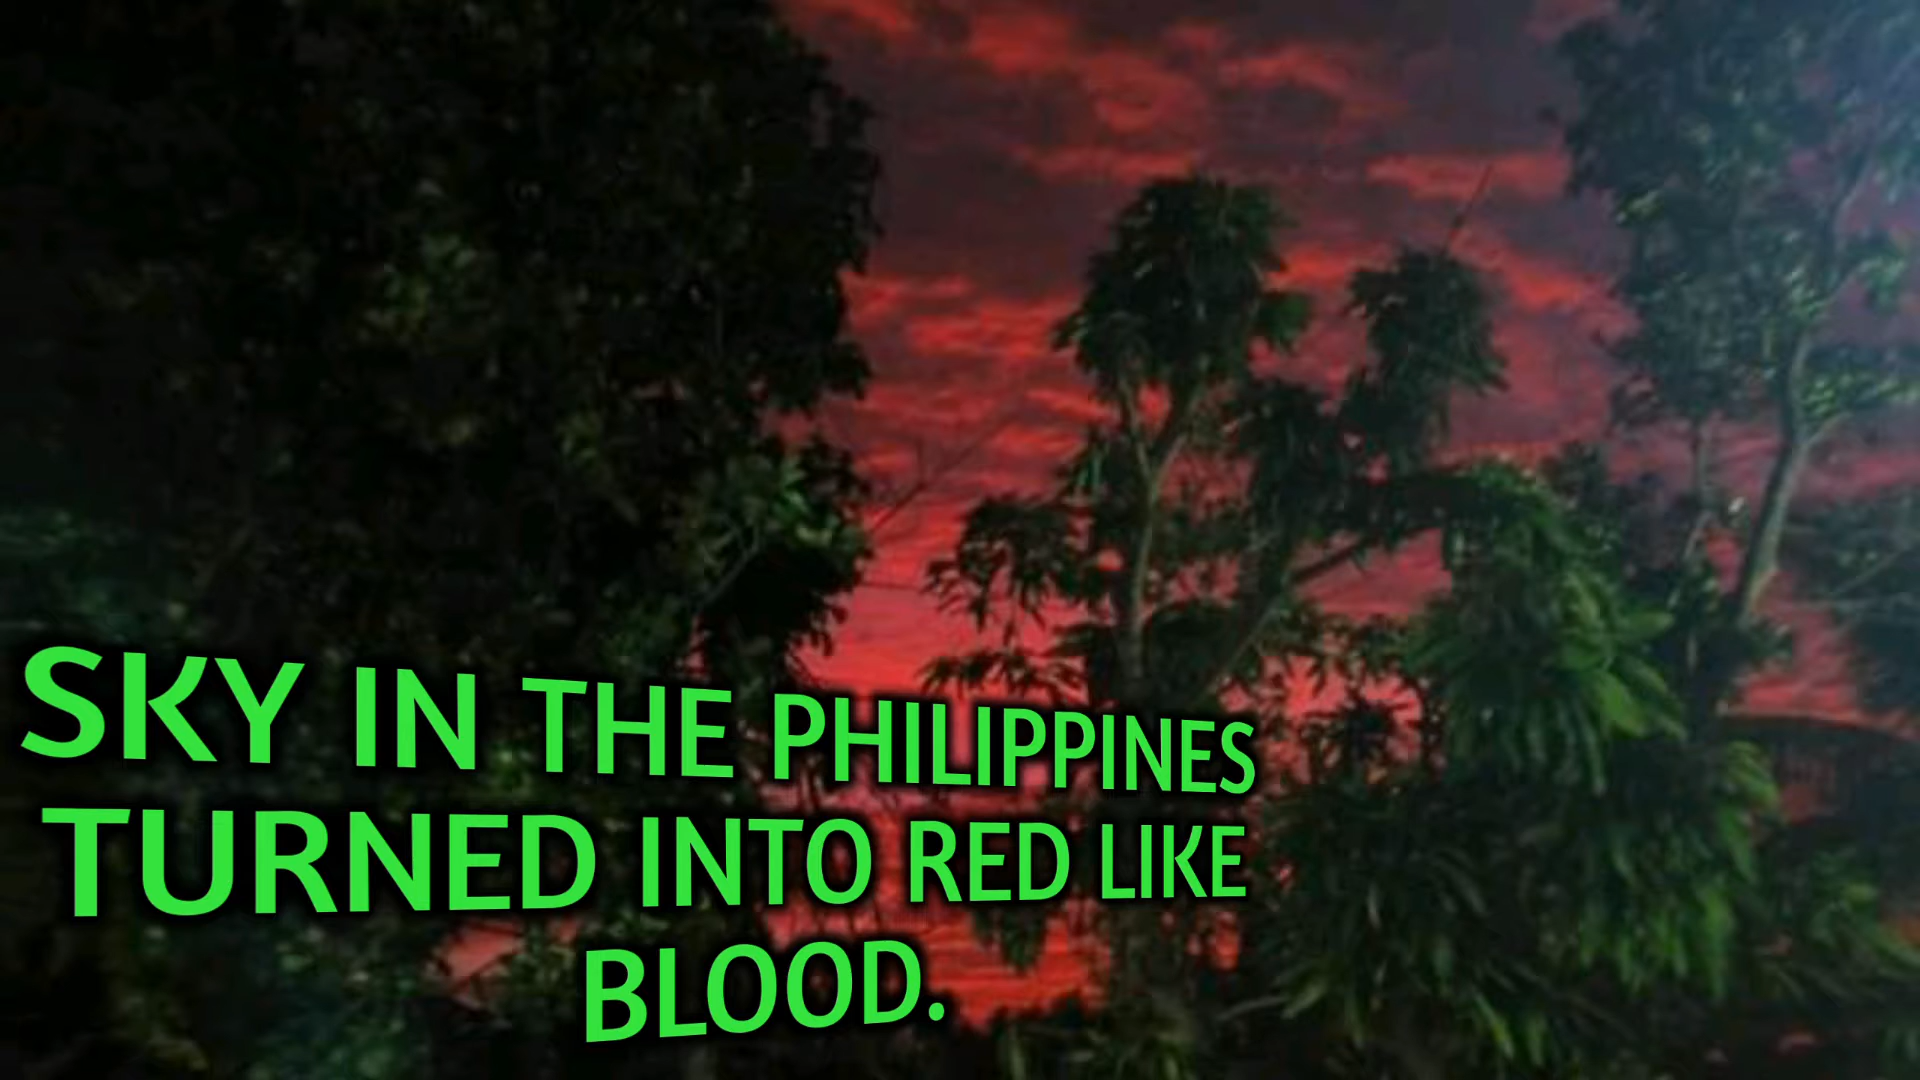 SKY IN THE PHILIPPINES
TURNED INTO RED LIKE
BLOOD.